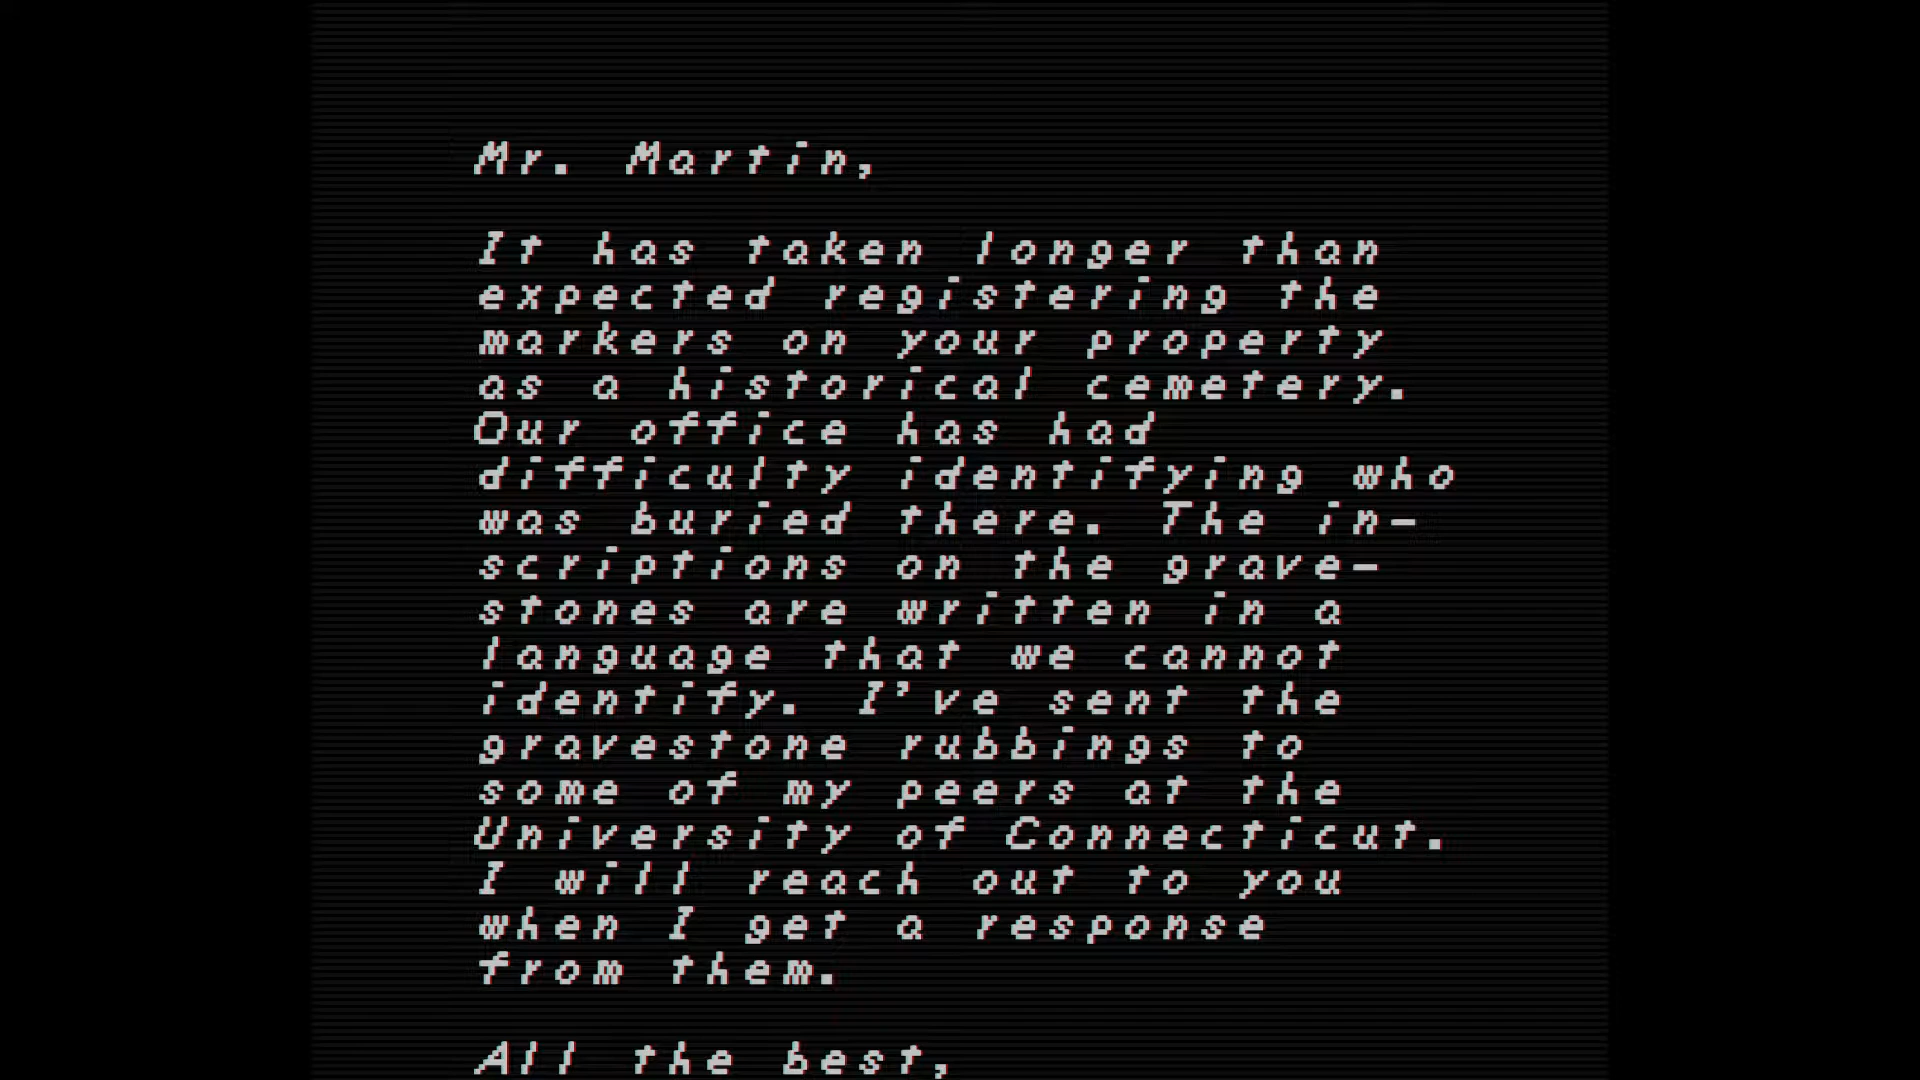 Mr. Martin,
It has taken longer than
expected registering the
markers on your property
as a historical cemetery.
Our office has had
difficulty identifying who
was buried there. The in-
scriptions on the grave-
stones are written in a
language that we cannot
identify. I've sent the
gravestone rubbings to
some of my peers at the
University of Connecticut.
I will reach out to you
when I get a response
from them.
All the best,